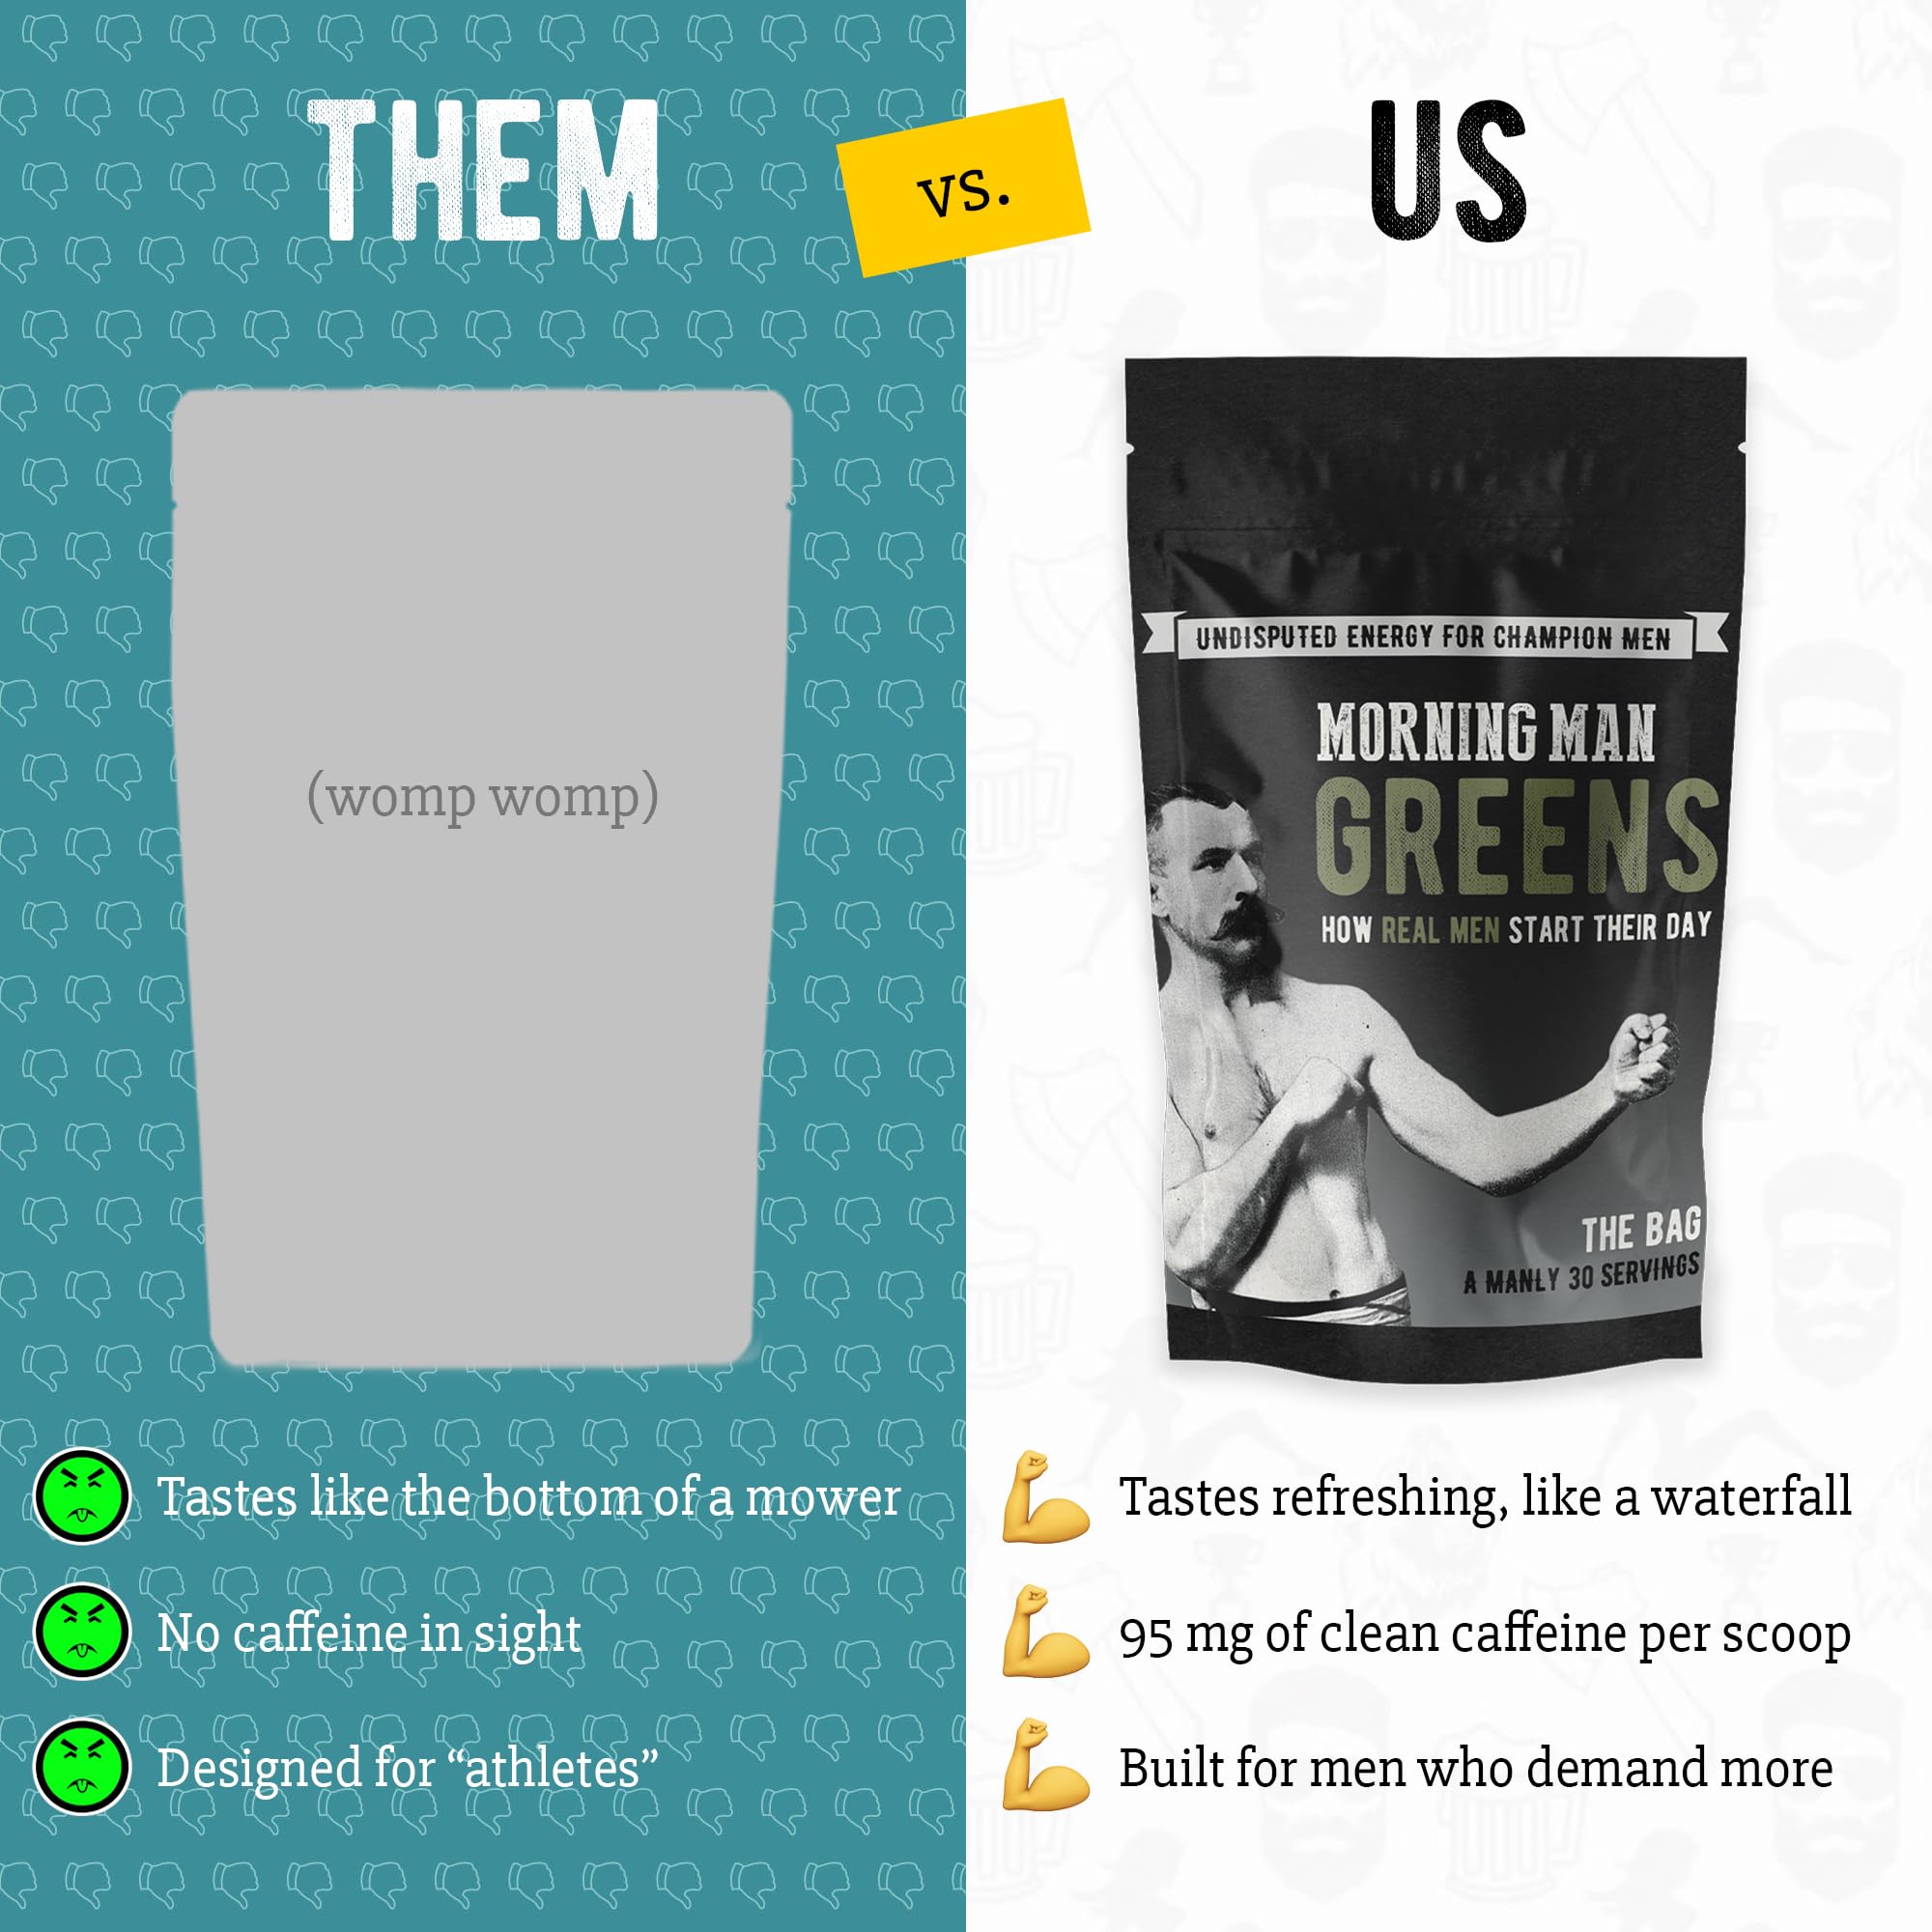 THEM
vs.
US
(womp womp)
UNDISPUTED ENERGY FOR CHAMPION MEN
MORNING MAN
GREENS
HOW REAL MEN START THEIR DAY
THE BAG
A MANLY 30 SERVINGS
Tastes like the bottom of a mower
No caffeine in sight
Designed for “athletes”
Tastes refreshing, like a waterfall
95 mg of clean caffeine per scoop
Built for men who demand more